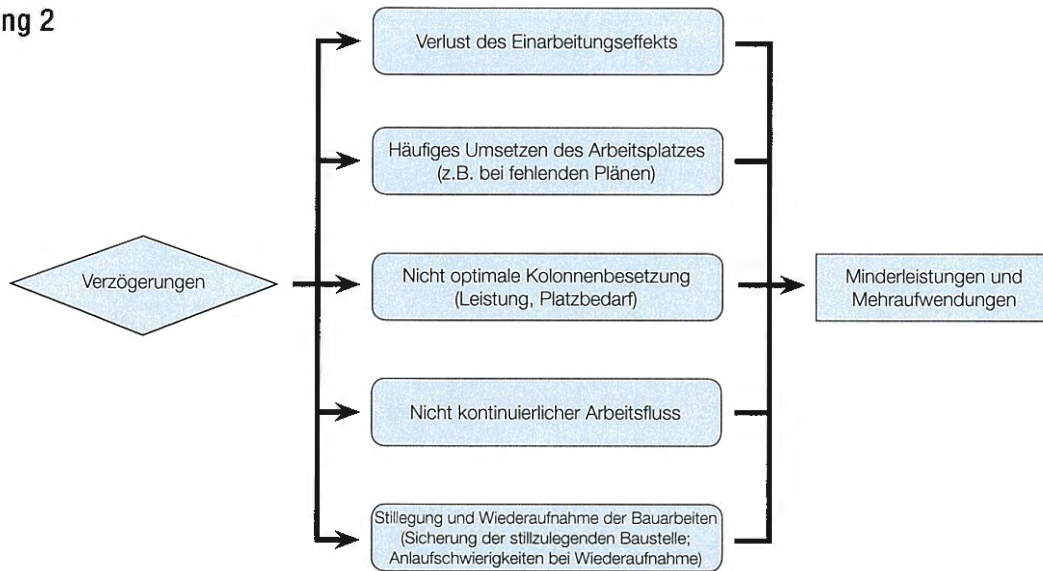 ng 2
Verlust des Einarbeitungseffekts
Häufiges Umsetzen des Arbeitsplatzes
(z.B. bei fehlenden Plänen)
Verzögerungen
Nicht optimale Kolonnenbesetzung
(Leistung, Platzbedarf)
Minderleistungen und
Mehraufwendungen
Nicht kontinuierlicher Arbeitsfluss
Stillegung und Wiederaufnahme der Bauarbeiten
(Sicherung der stillzulegenden Baustelle;
Anlaufschwierigkeiten bei Wiederaufnahme)